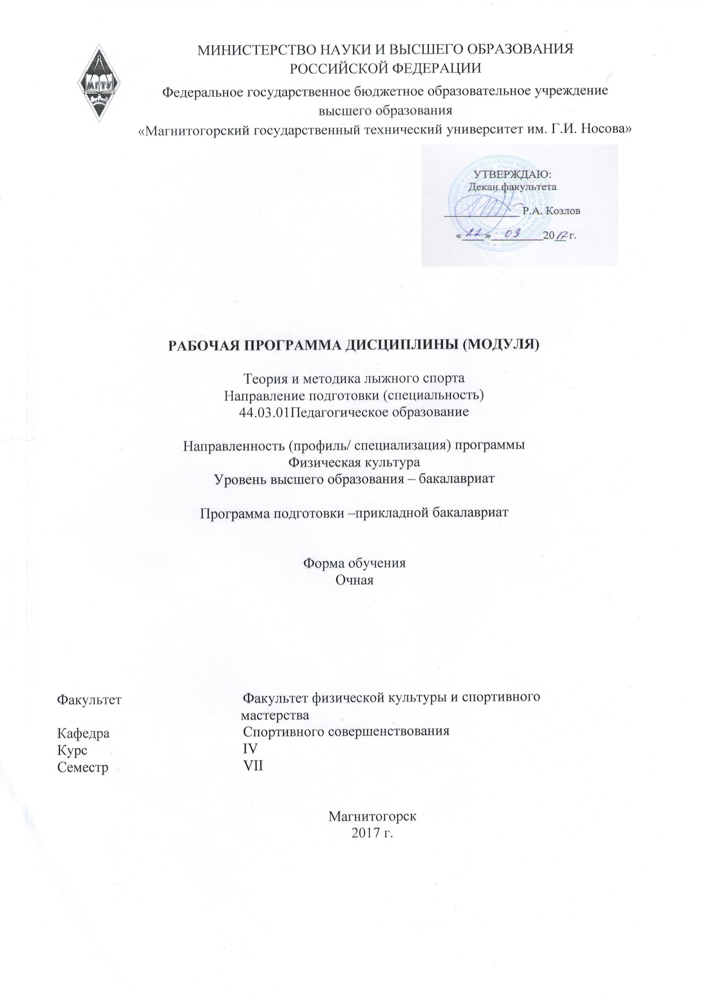 МГТУ
МИНИСТЕРСТВО НАУКИ И ВЫСШЕГО ОБРАЗОВАНИЯ
РОССИЙСКОЙ ФЕДЕРАЦИИ
Федеральное государственное бюджетное образовательное учреждение
высшего образования
«Магнитогорский государственный технический университет им. Г.И. Носова»
УТВЕРЖДАЮ:
Декан факультета
Р.А. Козлов
«22» 09 2017 г.
РАБОЧАЯ ПРОГРАММА ДИСЦИПЛИНЫ (МОДУЛЯ)
Теория и методика лыжного спорта
Направление подготовки (специальность)
44.03.01Педагогическое образование
Направленность (профиль/ специализация) программы
Физическая культура
Уровень высшего образования – бакалавриат
Программа подготовки –прикладной бакалавриат
Форма обучения
Очная
Факультет Факультет физической культуры и спортивного
мастерства
Кафедра Спортивного совершенствования
Курс IV
Семестр VII
Магнитогорск
2017 г.